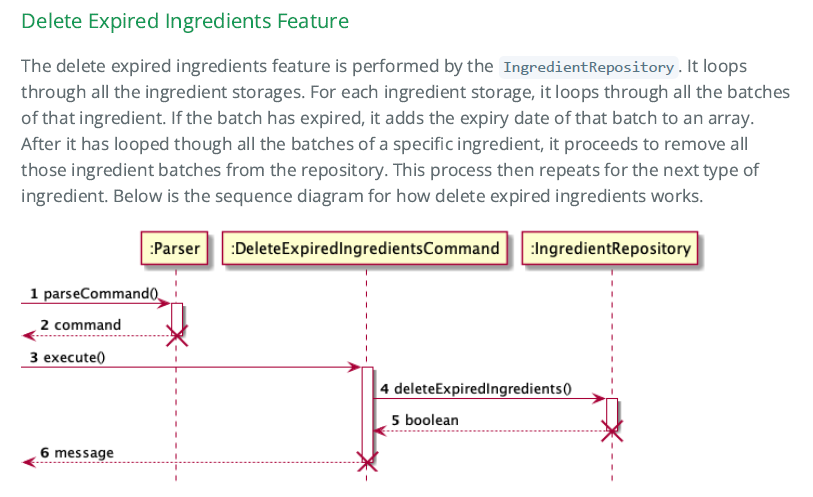 Delete Expired Ingredients Feature
The delete expired ingredients feature is performed by the IngredientRepository. It loops
through all the ingredient storages. For each ingredient storage, it loops through all the batches
of that ingredient. If the batch has expired, it adds the expiry date of that batch to an array.
After it has looped though all the batches of a specific ingredient, it proceeds to remove all
those ingredient batches from the repository. This process then repeats for the next type of
ingredient. Below is the sequence diagram for how delete expired ingredients works.
:Parser
:DeleteExpiredIngredientsCommand
:IngredientRepository
1 parseCommand()
2 command
3 execute()
4 deleteExpiredIngredients()
5 boolean
6 message